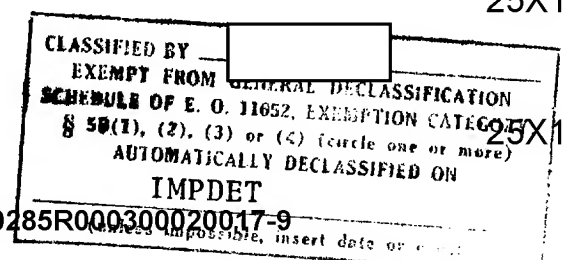 25X1
CLASSIFIED BY
EXEMPT FROM GENERAL DECLASSIFICATION
SCHEDULE OF E. O. 11652, EXEMPTION CATEGORY
§ 5B(1), (2), (3) or (4) (circle one or more)
25X1
AUTOMATICALLY DECLASSIFIED ON
IMPDET
0285R000300020017-9
(unless impossible, insert date or